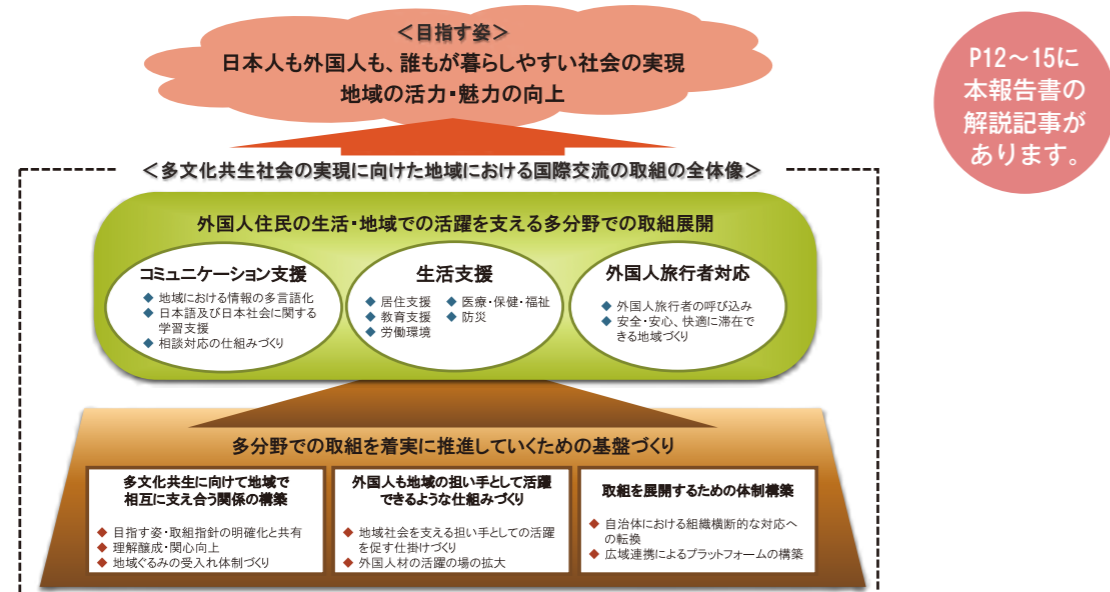 ＜目指す姿＞
日本人も外国人も、誰もが暮らしやすい社会の実現
地域の活力・魅力の向上
P12～15に
本報告書の
解説記事が
あります。
＜多文化共生社会の実現に向けた地域における国際交流の取組の全体像＞
外国人住民の生活・地域での活躍を支える多分野での取組展開
コミュニケーション支援
◆ 地域における情報の多言語化
◆ 日本語及び日本社会に関する
学習支援
◆ 相談対応の仕組みづくり
生活支援
◆ 居住支援
◆ 教育支援
◆ 労働環境
◆ 医療・保健・福祉
◆ 防災
外国人旅行者対応
◆ 外国人旅行者の呼び込み
◆ 安全・安心、快適に滞在で
きる地域づくり
多分野での取組を着実に推進していくための基盤づくり
多文化共生に向けて地域で
相互に支え合う関係の構築
◆ 目指す姿・取組指針の明確化と共有
◆ 理解醸成・関心向上
◆ 地域ぐるみの受入れ体制づくり
外国人も地域の担い手として活躍
できるような仕組みづくり
◆ 地域社会を支える担い手としての活躍
を促す仕掛けづくり
◆ 外国人材の活躍の場の拡大
取組を展開するための体制構築
◆ 自治体における組織横断的な対応へ
の転換
◆ 広域連携によるプラットフォームの構築